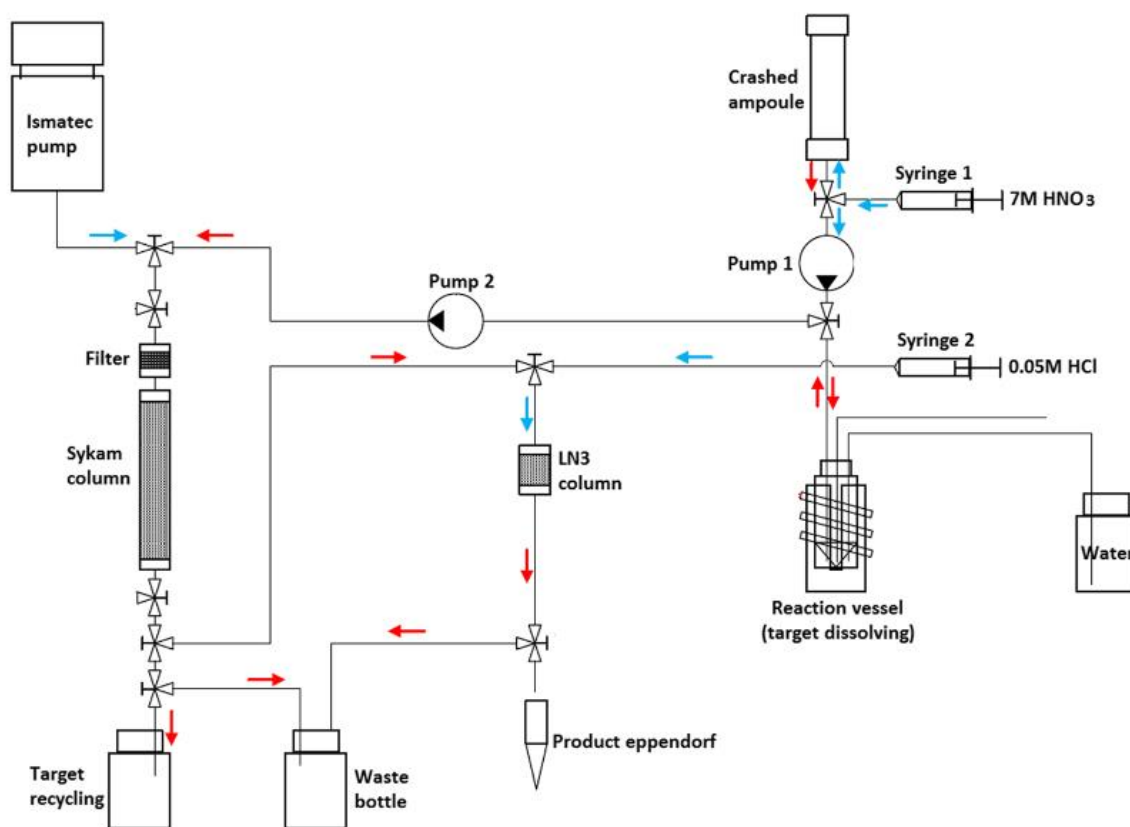 Ismatec
pump
Crashed
ampoule
Syringe 1
7M HNO3
Pump 1
Pump 2
Filter
Syringe 2
0.05M HCl
Sykam
column
LN3
column
Water
Reaction vessel
(target dissolving)
Product eppendorf
Target
recycling
Waste
bottle